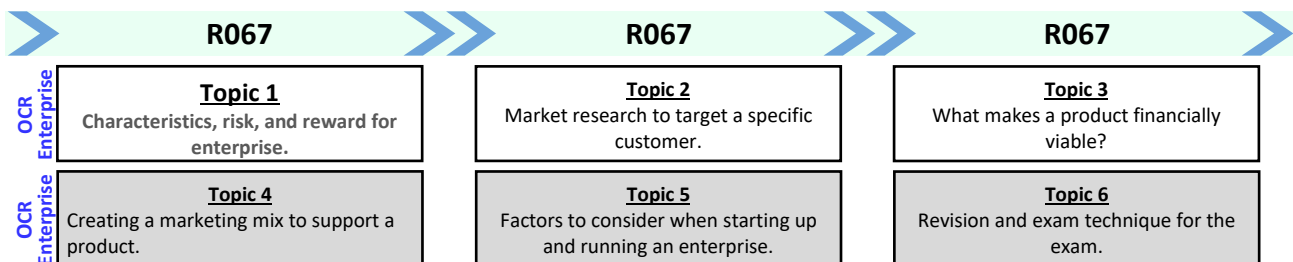 R067
R067
R067
OCR
Enterprise
Topic 1
Characteristics, risk, and reward for
enterprise.
Topic 2
Market research to target a specific
customer.
Topic 3
What makes a product financially
viable?
OCR
Enterprise
Topic 4
Creating a marketing mix to support a
product.
Topic 5
Factors to consider when starting up
and running an enterprise.
Topic 6
Revision and exam technique for the
exam.